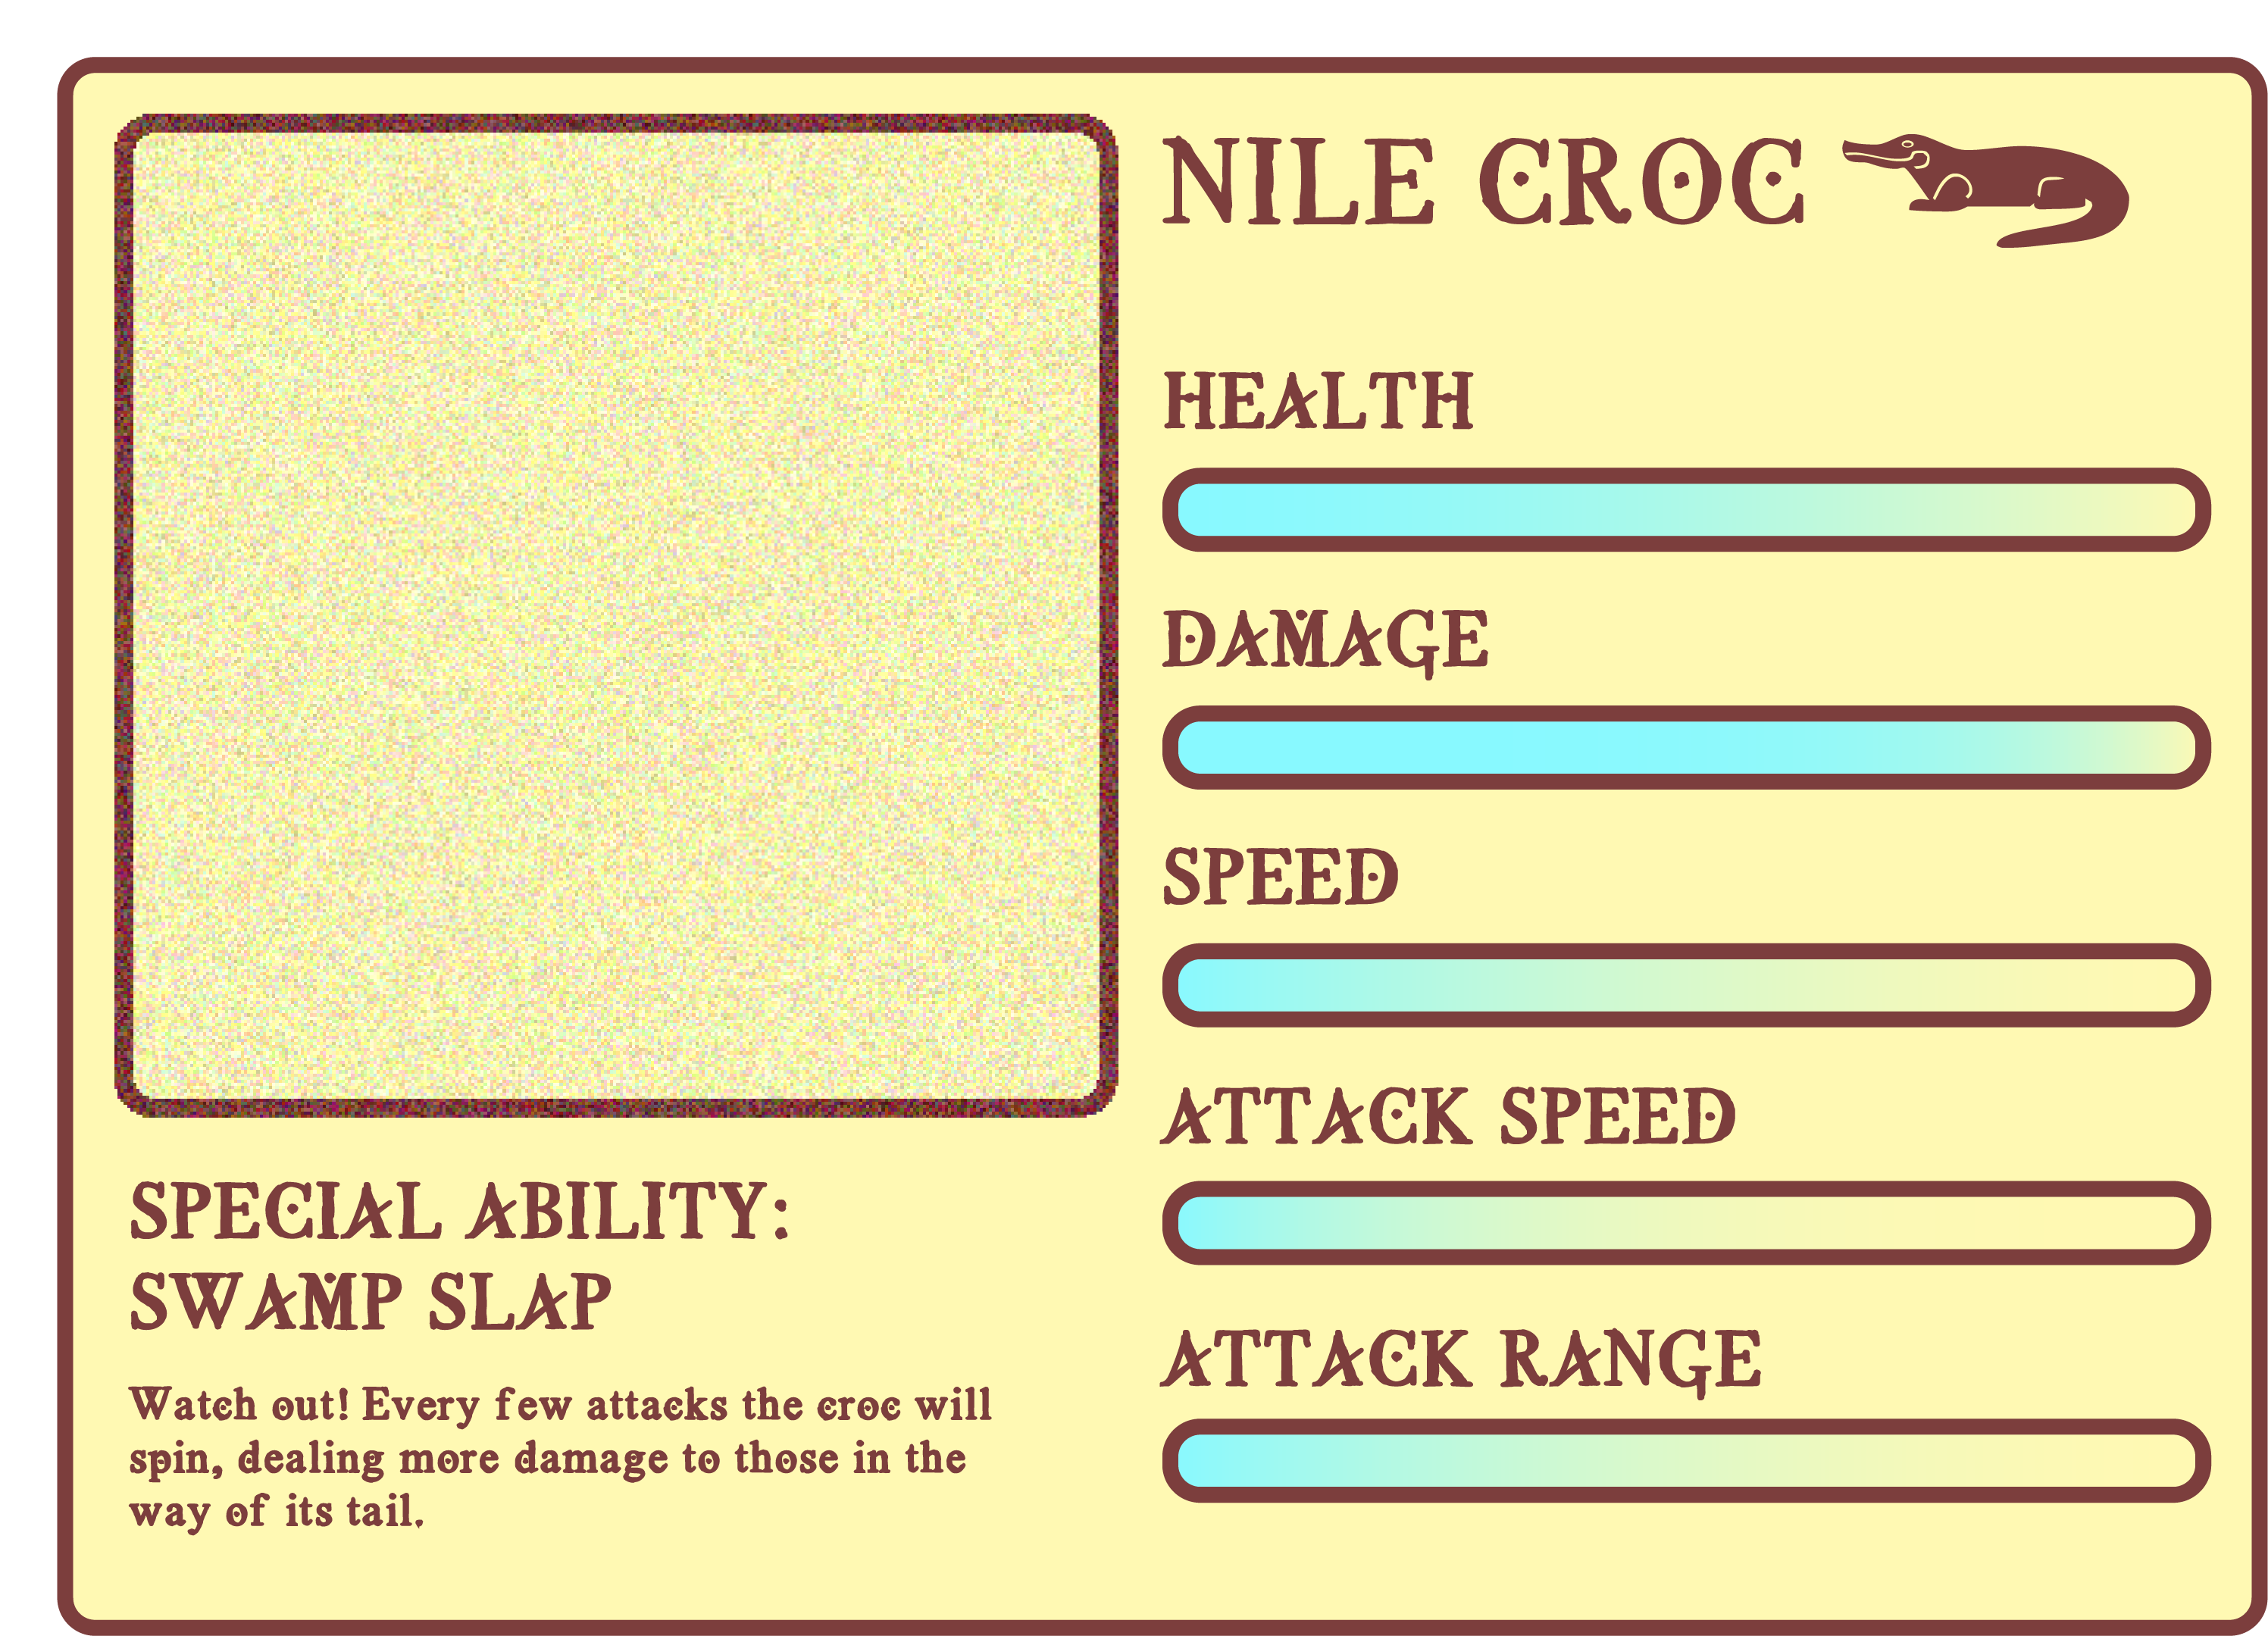 NILE CROC
HEALTH
DAMAGE
SPEED
ATTACK SPEED
ATTACK RANGE
SPECIAL ABILITY:
SWAMP SLAP
Watch out! Every few attacks the croc will
spin, dealing more damage to those in the
way of its tail.